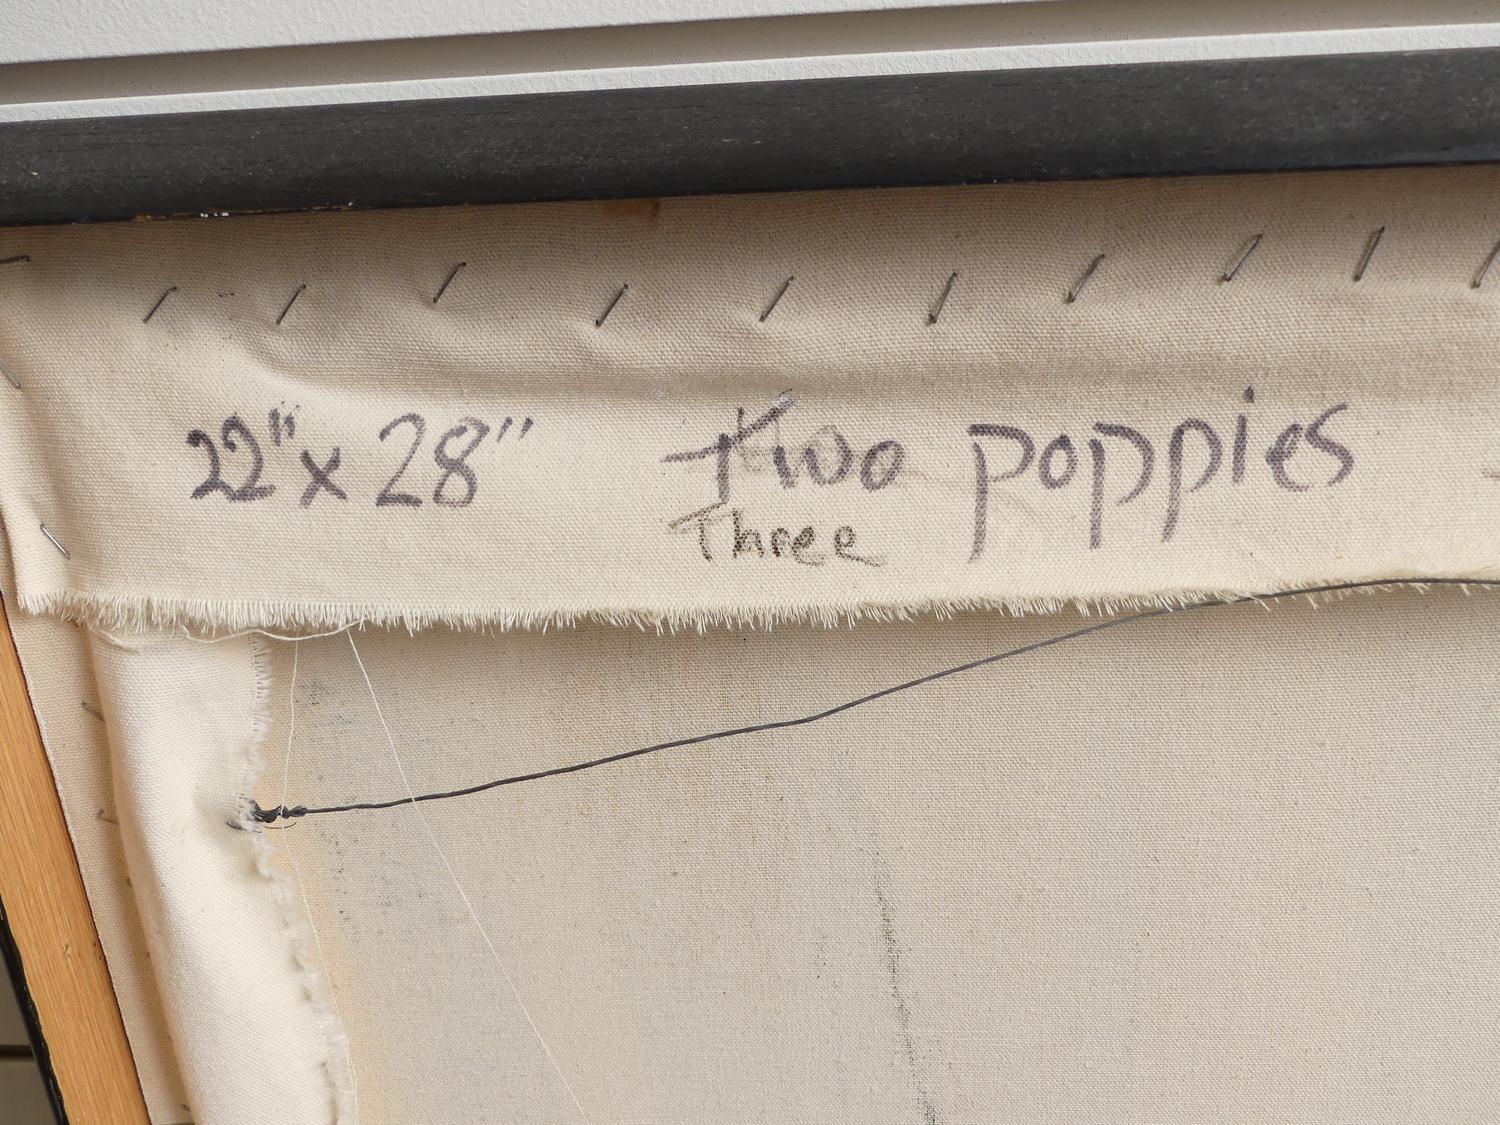 22" x 28" two poppies
Three